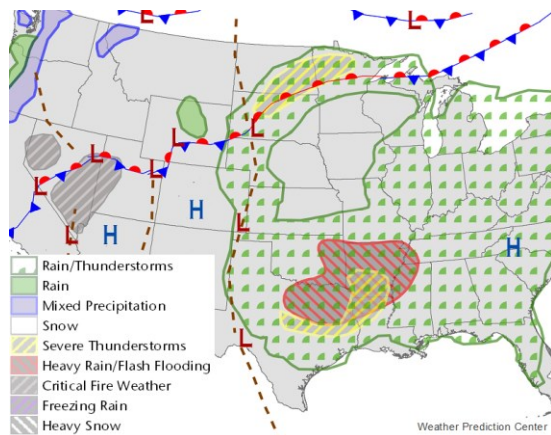 L
L
L
L
L
L
L
L
L
L
H
H
H
Rain/Thunderstorms
Rain
Mixed Precipitation
Snow
Severe Thunderstorms
Heavy Rain/Flash Flooding
Critical Fire Weather
Freezing Rain
Heavy Snow
Weather Prediction Center